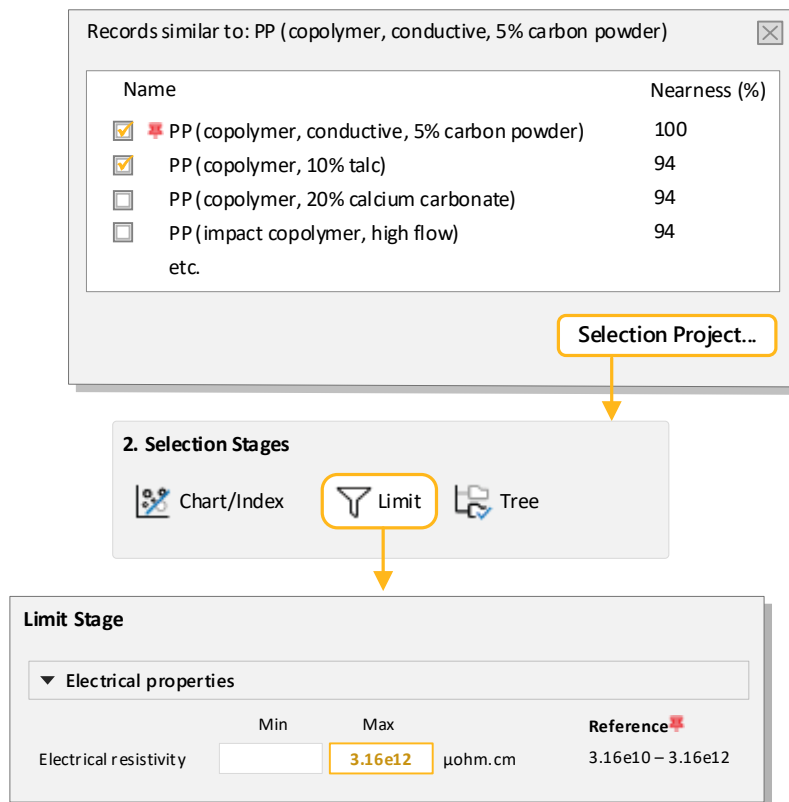 Records similar to: PP (copolymer, conductive, 5% carbon powder)
Name Nearness (%)
PP (copolymer, conductive, 5% carbon powder) 100
PP (copolymer, 10% talc) 94
PP (copolymer, 20% calcium carbonate) 94
PP (impact copolymer, high flow) 94
etc.
Selection Project...
2. Selection Stages
Chart/Index Limit Tree
Limit Stage
Electrical properties
Min Max Reference
Electrical resistivity 3.16e12 µohm.cm 3.16e10 – 3.16e12